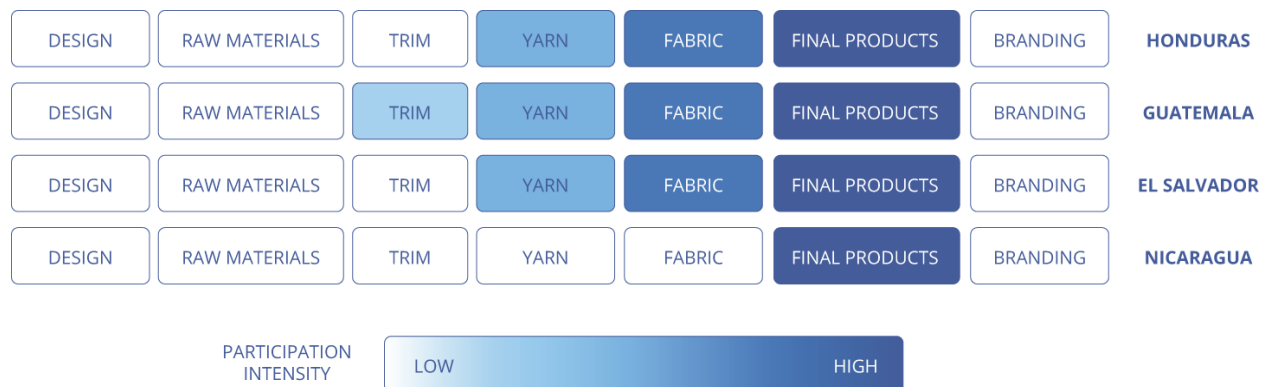 DESIGN RAW MATERIALS TRIM YARN FABRIC FINAL PRODUCTS BRANDING HONDURAS
DESIGN RAW MATERIALS TRIM YARN FABRIC FINAL PRODUCTS BRANDING GUATEMALA
DESIGN RAW MATERIALS TRIM YARN FABRIC FINAL PRODUCTS BRANDING EL SALVADOR
DESIGN RAW MATERIALS TRIM YARN FABRIC FINAL PRODUCTS BRANDING NICARAGUA
PARTICIPATION
INTENSITY
LOW HIGH